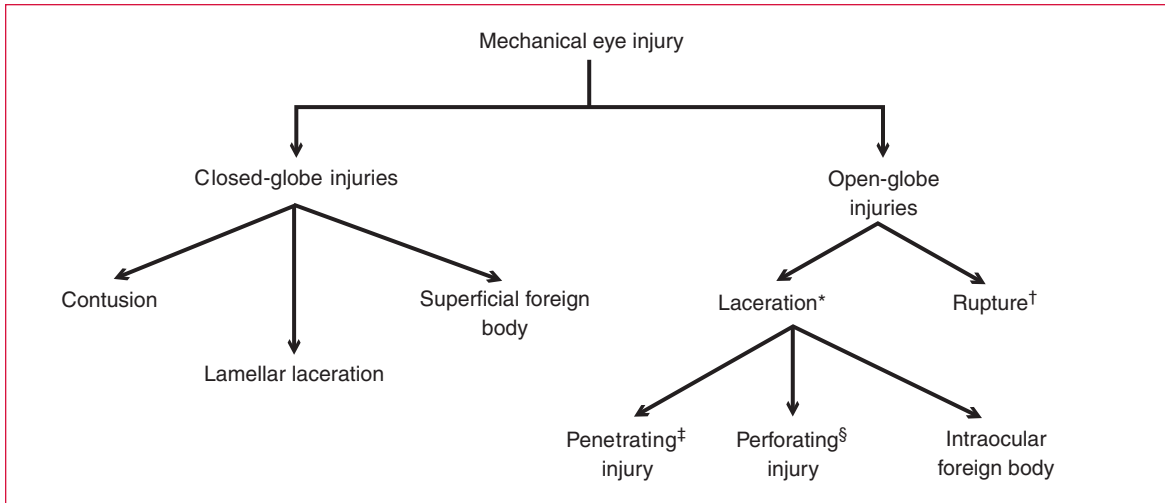 Mechanical eye injury
Closed-globe injuries
Open-globe
injuries
Contusion
Superficial foreign
body
Lamellar laceration
Laceration*
Rupture†
Penetrating‡
injury
Perforating§
injury
Intraocular
foreign body